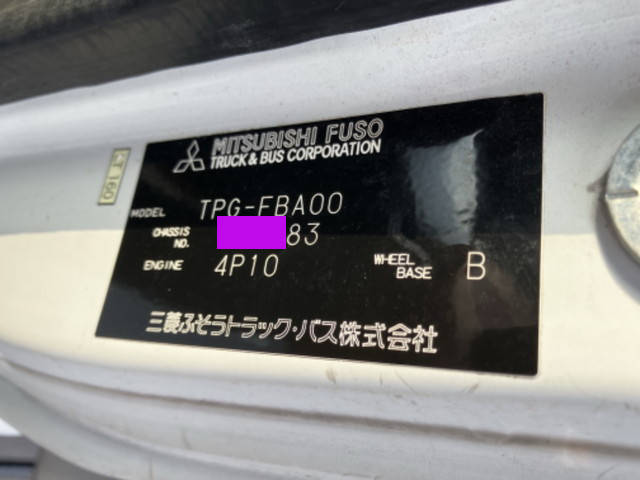 MITSUBISHI FUSO
TRUCK & BUS CORPORATION
MODEL TPG-FBA00
CHASSIS NO. 83
ENGINE 4P10 WHEEL BASE B
三菱ふそうトラック・バス株式会社